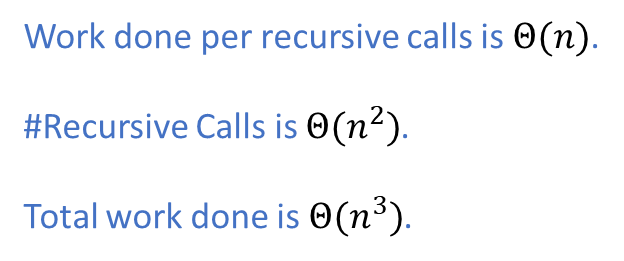 Work done per recursive calls is Θ(n).
#Recursive Calls is Θ(n²).
Total work done is Θ(n³).